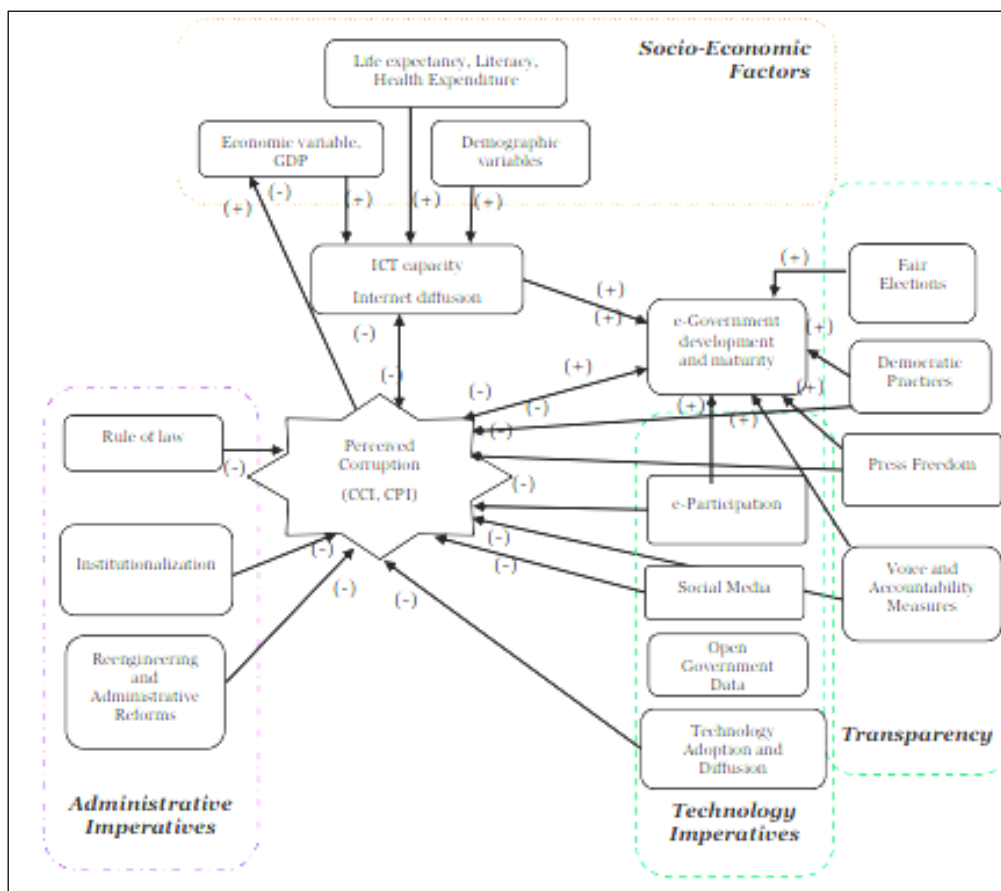 Socio-Economic
Factors
Life expectancy, Literacy,
Health Expenditure
Economic variable,
GDP
Demographic
variables
(-)
(+)
(+)
(+)
(+)
ICT capacity
Internet diffusion
(-)
(-)
(+)
(+)
(+)
Fair
Elections
e-Government
development
and maturity
(+)
Democratic
Practices
(+)
(-)
(-)
(+)
(+)
(+)
(-)
Rule of law
(-)
Perceived
Corruption
(CCI, CPI)
Press Freedom
(-)
e-Participation
Institutionalization
(-)
(-)
(-)
(-)
(-)
Social Media
Voice and
Accountability
Measures
Reengineering
and
Administrative
Reforms
Open
Government
Data
Technology
Adoption and
Diffusion
Transparency
Administrative
Imperatives
Technology
Imperatives